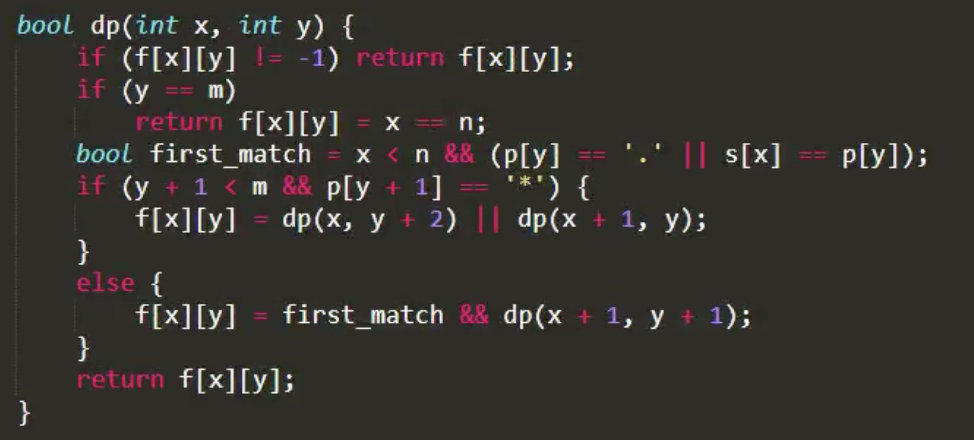 bool dp(int x, int y) {
    if (f[x][y] != -1) return f[x][y];
    if (y == m)
        return f[x][y] = x == n;
    bool first_match = x < n && (p[y] == '.' || s[x] == p[y]);
    if (y + 1 < m && p[y + 1] == '*') {
        f[x][y] = dp(x, y + 2) || dp(x + 1, y);
    }
    else {
        f[x][y] = first_match && dp(x + 1, y + 1);
    }
    return f[x][y];
}